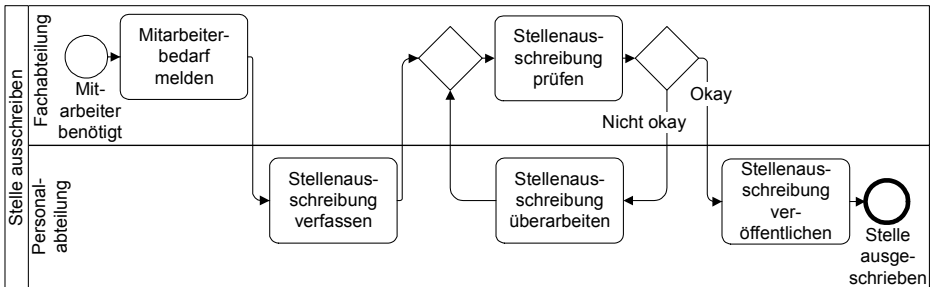 Stelle ausschreiben
Fachabteilung
Mit-
arbeiter
benötigt
Mitarbeiter-
bedarf
melden
Stellenaus-
schreibung
prüfen
Okay
Nicht okay
Personal-
abteilung
Stellenaus-
schreibung
verfassen
Stellenaus-
schreibung
überarbeiten
Stellenaus-
schreibung
ver-
öffentlichen
Stelle
ausge-
schrieben